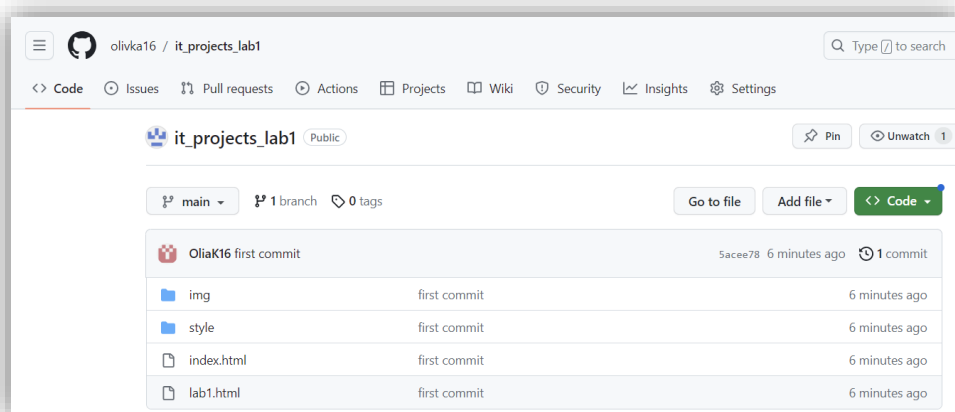 olivka16 / it_projects_lab1
Type / to search
Code Issues Pull requests Actions Projects Wiki Security Insights Settings
it_projects_lab1 Public
Pin Unwatch 1
main 1 branch 0 tags Go to file Add file Code
OliaK16 first commit 5acee78 6 minutes ago 1 commit
img first commit 6 minutes ago
style first commit 6 minutes ago
index.html first commit 6 minutes ago
lab1.html first commit 6 minutes ago